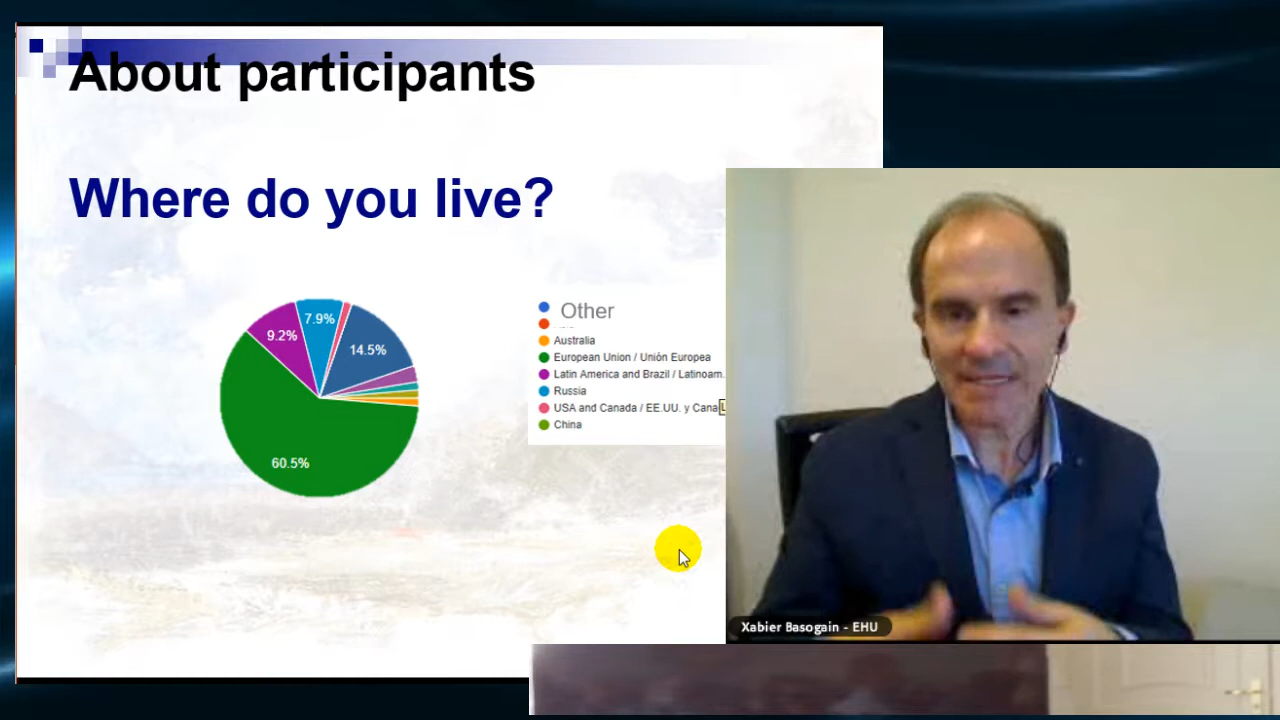 About participants
Where do you live?
7.9%
9.2%
14.5%
60.5%
Other
Australia
European Union / Unión Europea
Latin America and Brazil / Latinoam.
Russia
USA and Canada / EE.UU. y Cana
China
Xabier Basogain - EHU